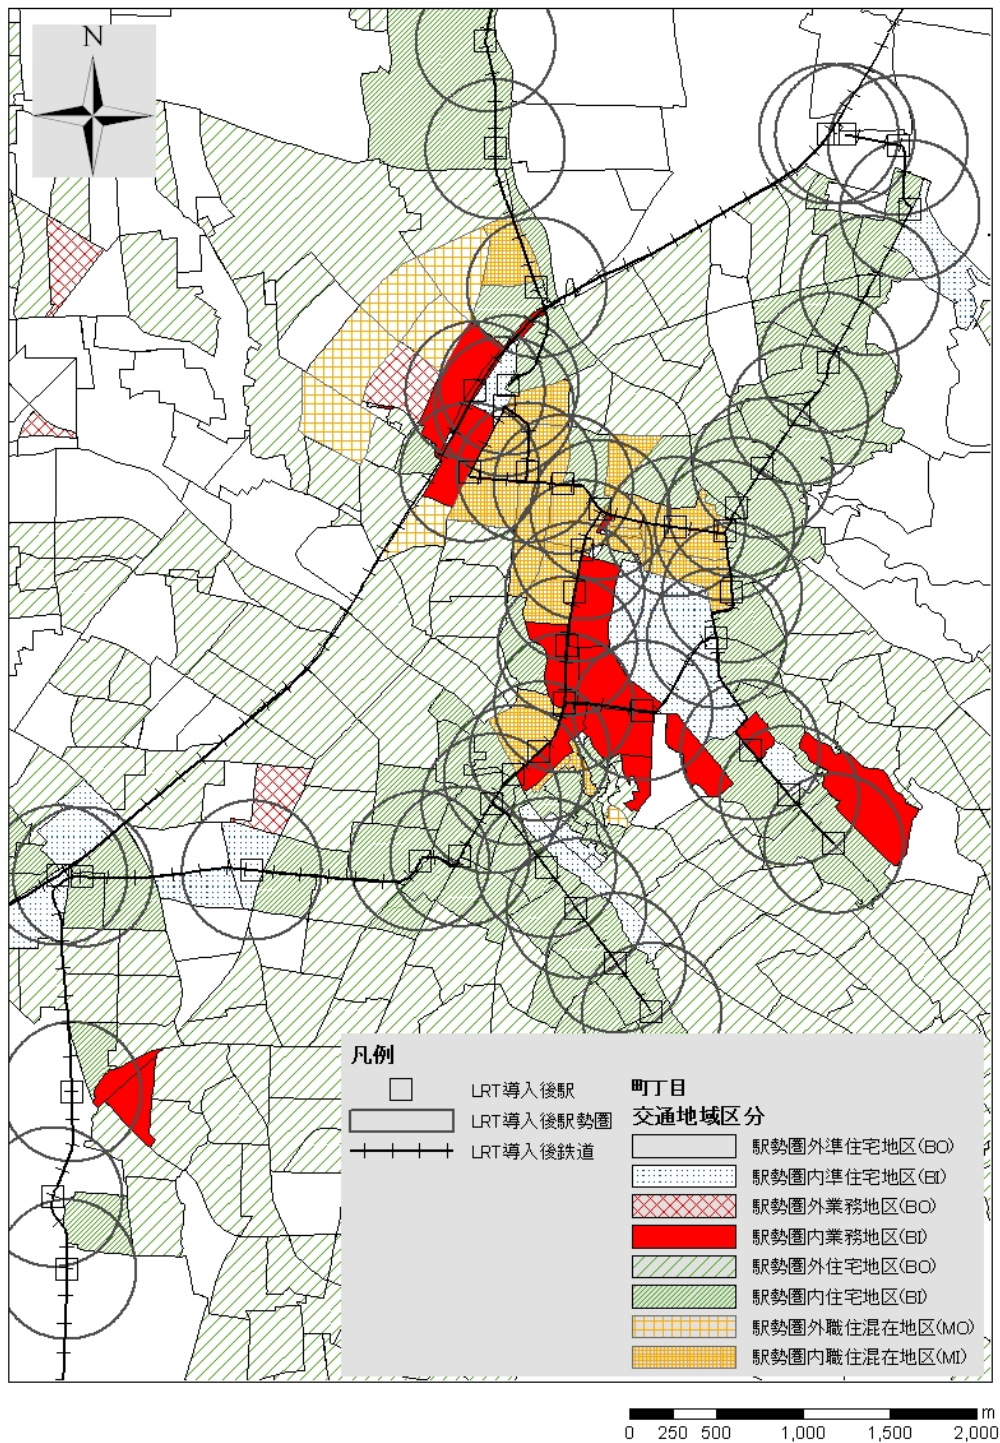 N
凡例
LRT導入後駅
LRT導入後駅勢圏
LRT導入後鉄道
町丁目
交通地域区分
駅勢圏外準住宅地区(BO)
駅勢圏内準住宅地区(BI)
駅勢圏外業務地区(BO)
駅勢圏内業務地区(BI)
駅勢圏外住宅地区(BO)
駅勢圏内住宅地区(BI)
駅勢圏外職住混在地区(MO)
駅勢圏内職住混在地区(MI)
m
0 250 500 1,000 1,500 2,000